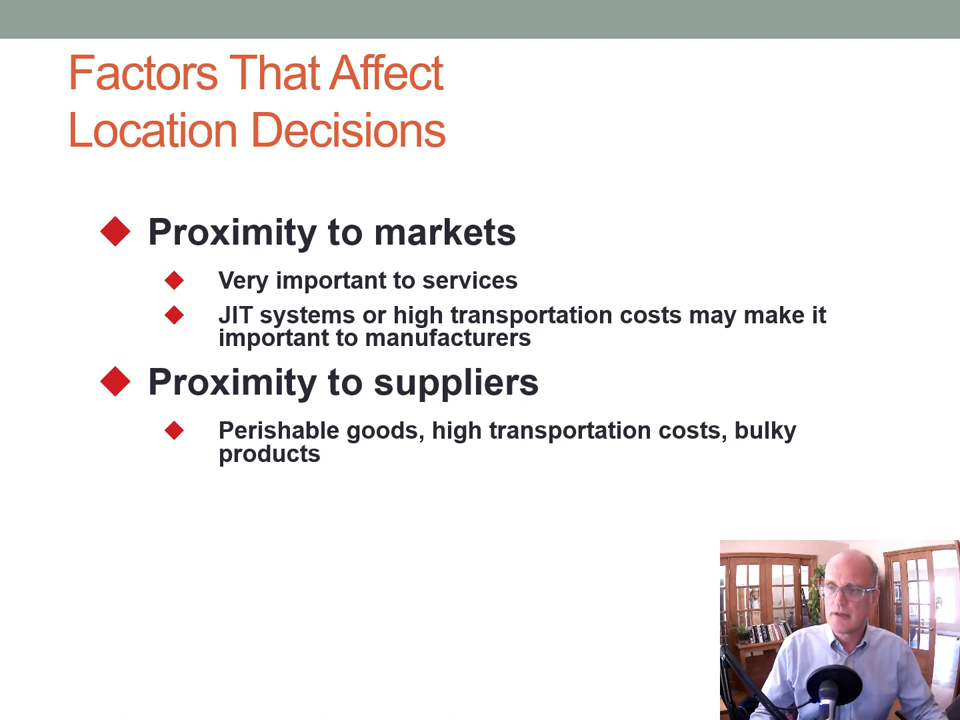 Factors That Affect
Location Decisions
Proximity to markets
Very important to services
JIT systems or high transportation costs may make it
important to manufacturers
Proximity to suppliers
Perishable goods, high transportation costs, bulky
products